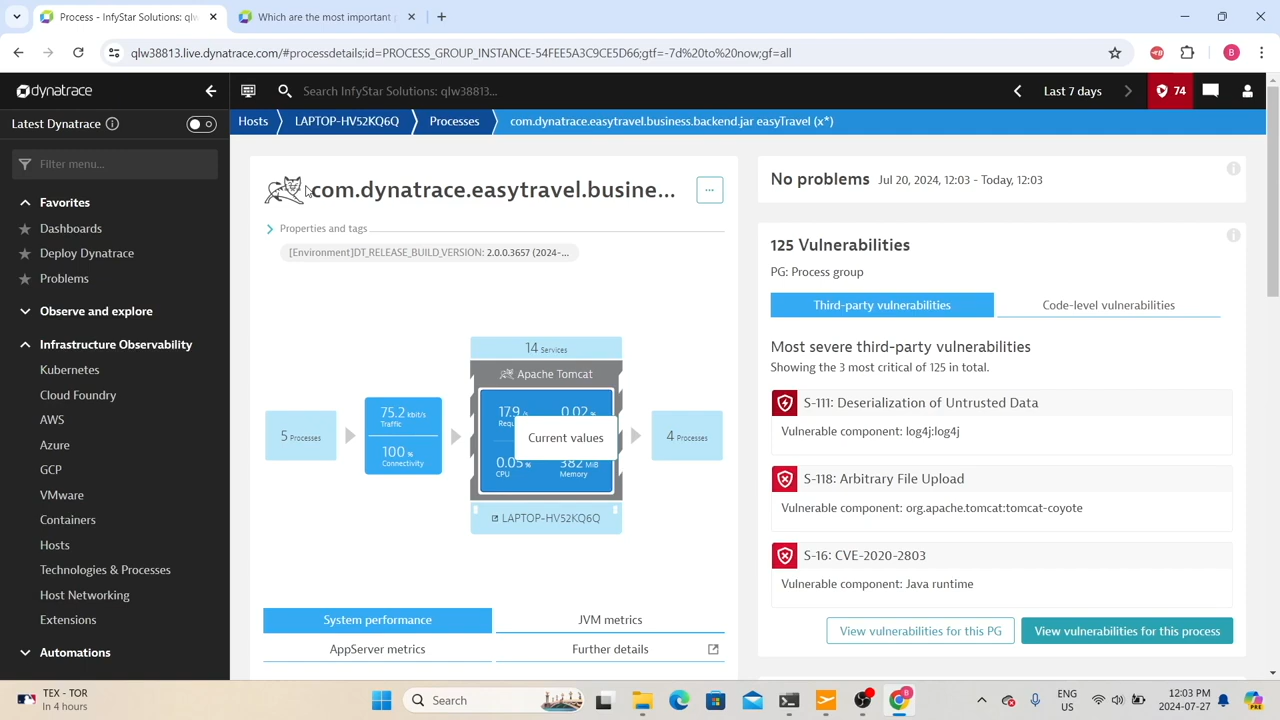 Process - InfyStar Solutions: qlw
Which are the most important p
qlw38813.live.dynatrace.com/#processdetails;id=PROCESS_GROUP_INSTANCE-54FEE5A3C9CE5D66;gtf=-7d%20to%20now;gf=all
B
dynatrace
Search InfyStar Solutions: qlw38813...
Last 7 days
74
Latest Dynatrace
Hosts
LAPTOP-HV52KQ6Q
Processes
com.dynatrace.easytravel.business.backend.jar easyTravel (x*)
Filter menu...
Favorites
Dashboards
Deploy Dynatrace
Problems
Observe and explore
Infrastructure Observability
Kubernetes
Cloud Foundry
AWS
Azure
GCP
VMware
Containers
Hosts
Technologies & Processes
Host Networking
Extensions
Automations
com.dynatrace.easytravel.busine...
...
Properties and tags
[Environment]DT_RELEASE_BUILD_VERSION: 2.0.0.3657 (2024-...
14 Services
Apache Tomcat
5 Processes
75.2 kbit/s
Traffic
100 %
Connectivity
17.9 /s
0.02 %
Current values
0.05 %
CPU
382 MiB
Memory
4 Processes
LAPTOP-HV52KQ6Q
System performance
JVM metrics
AppServer metrics
Further details
No problems Jul 20, 2024, 12:03 - Today, 12:03
125 Vulnerabilities
PG: Process group
Third-party vulnerabilities
Code-level vulnerabilities
Most severe third-party vulnerabilities
Showing the 3 most critical of 125 in total.
S-111: Deserialization of Untrusted Data
Vulnerable component: log4j:log4j
S-118: Arbitrary File Upload
Vulnerable component: org.apache.tomcat:tomcat-coyote
S-16: CVE-2020-2803
Vulnerable component: Java runtime
View vulnerabilities for this PG
View vulnerabilities for this process
TEX - TOR
In 4 hours
Search
ENG
US
12:03 PM
2024-07-27